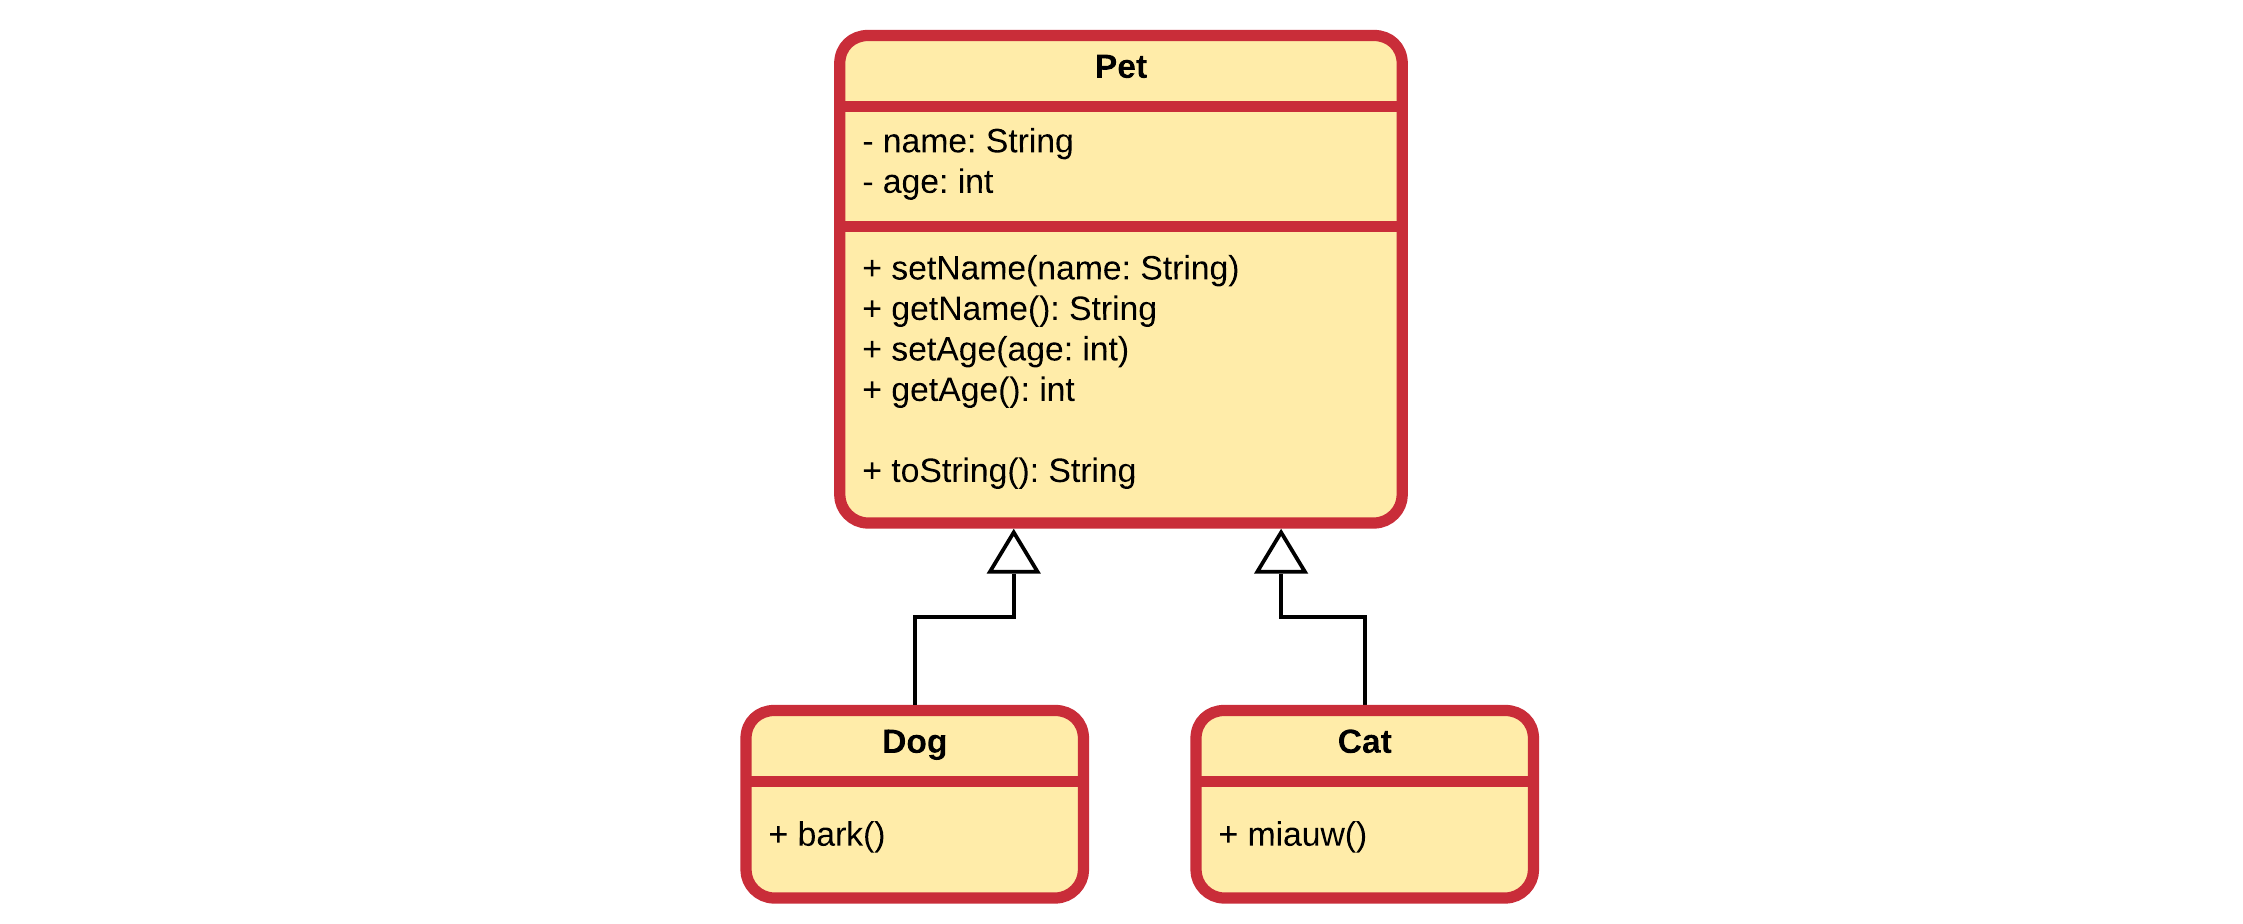 Pet
- name: String
- age: int
+ setName(name: String)
+ getName(): String
+ setAge(age: int)
+ getAge(): int
+ toString(): String
Dog
+ bark()
Cat
+ miauw()